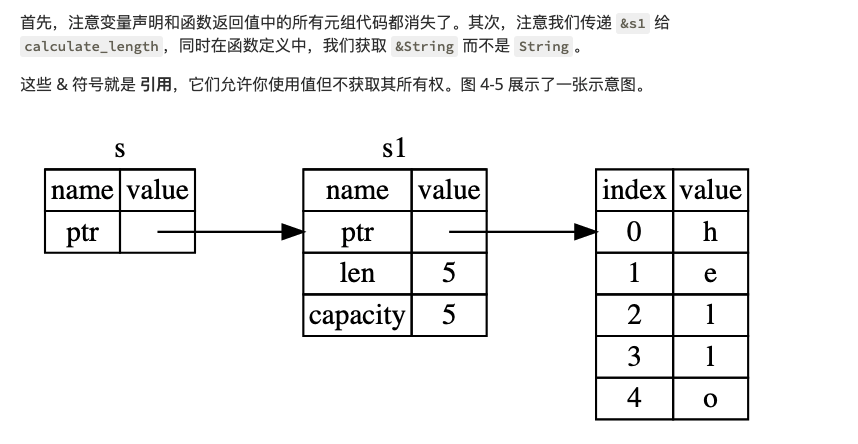 首先，注意变量声明和函数返回值中的所有元组代码都消失了。其次，注意我们传递 &s1 给
calculate_length，同时在函数定义中，我们获取 &String 而不是 String。
这些 & 符号就是 引用，它们允许你使用值但不获取其所有权。图 4-5 展示了一张示意图。
s
name value
ptr
s1
name value
ptr
len 5
capacity 5
index value
0 h
1 e
2 l
3 l
4 o